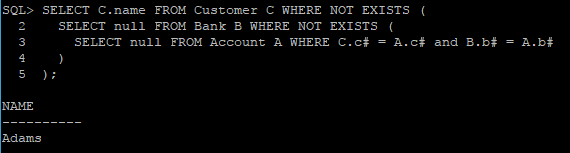 SQL> SELECT C.name FROM Customer C WHERE NOT EXISTS (
  2    SELECT null FROM Bank B WHERE NOT EXISTS (
  3      SELECT null FROM Account A WHERE C.c# = A.c# and B.b# = A.b#
  4    )
  5  );
NAME
----------
Adams